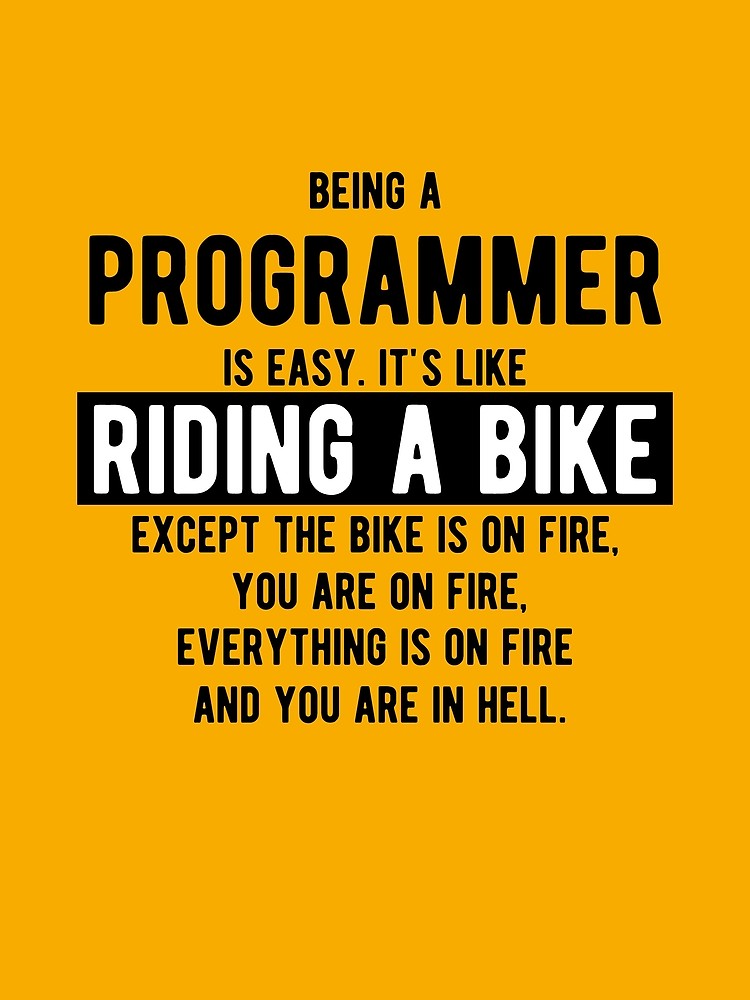 BEING A
PROGRAMMER
IS EASY. IT'S LIKE
RIDING A BIKE
EXCEPT THE BIKE IS ON FIRE,
YOU ARE ON FIRE,
EVERYTHING IS ON FIRE
AND YOU ARE IN HELL.